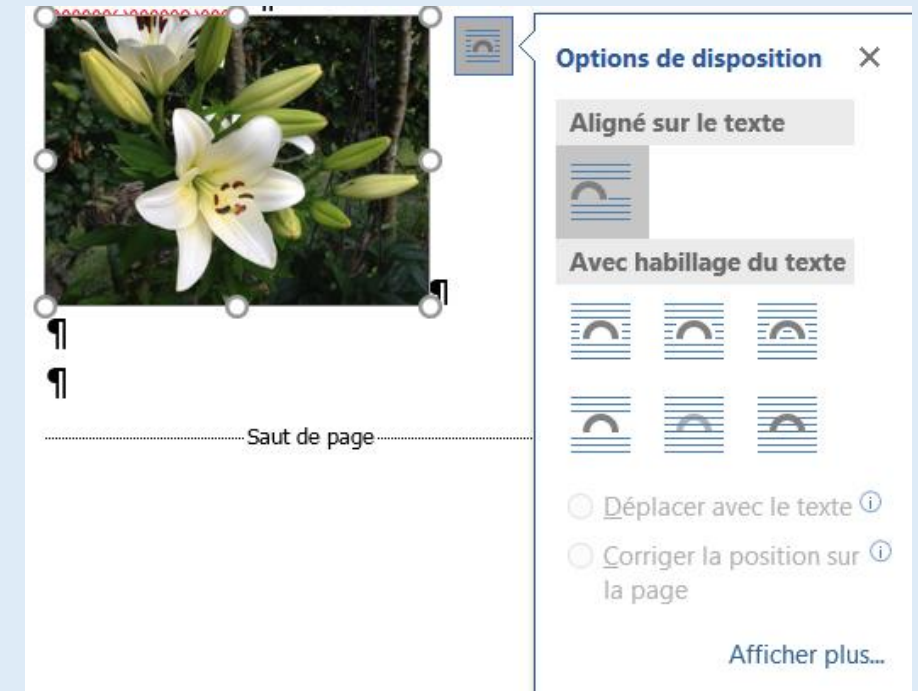 Options de disposition
Aligné sur le texte
Avec habillage du texte
¶
¶
¶
Saut de page
Déplacer avec le texte
Corriger la position sur
la page
Afficher plus...